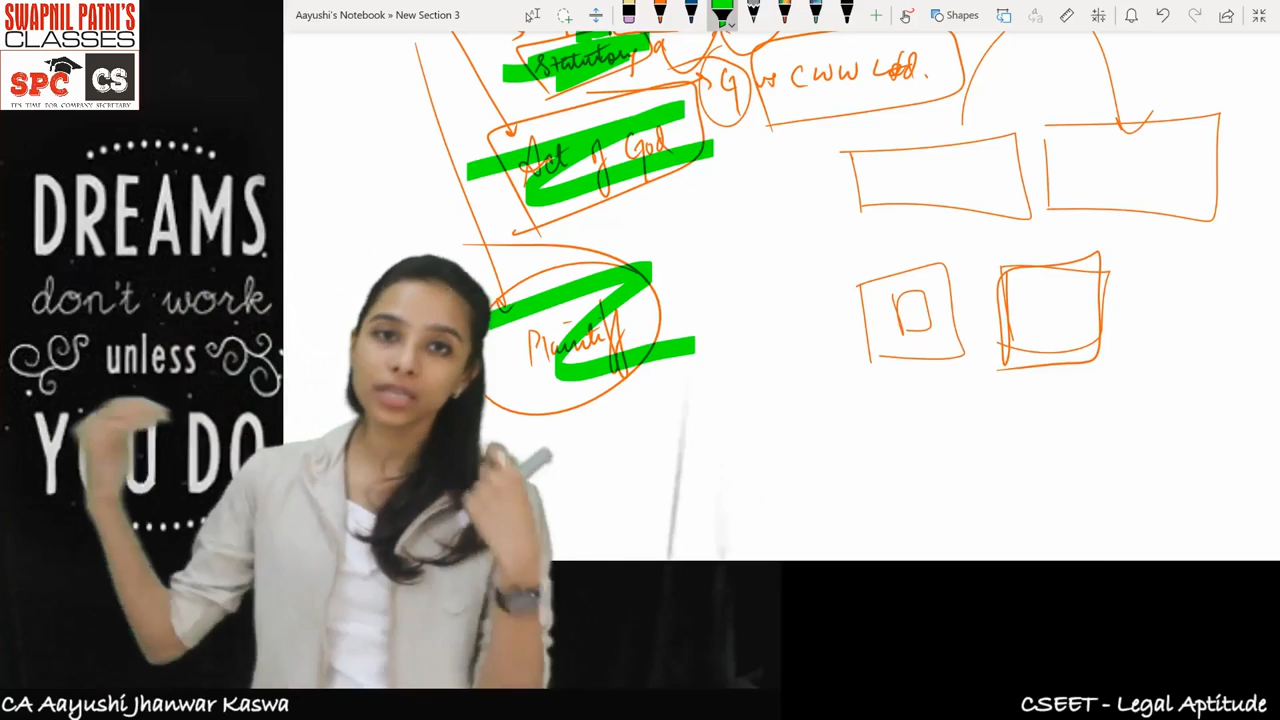 SWAPNIL PATNI'S
CLASSES
SPC CS
IT'S TIME FOR COMPANY SECRETARY
Aayushi's Notebook » New Section 3
Shapes
Statutory
G vs CWW Ltd.
Act of God
Plaintiff
DREAMS
don't work
unless
YOU DO
CA Aayushi Jhanwar Kaswa
CSEET - Legal Aptitude